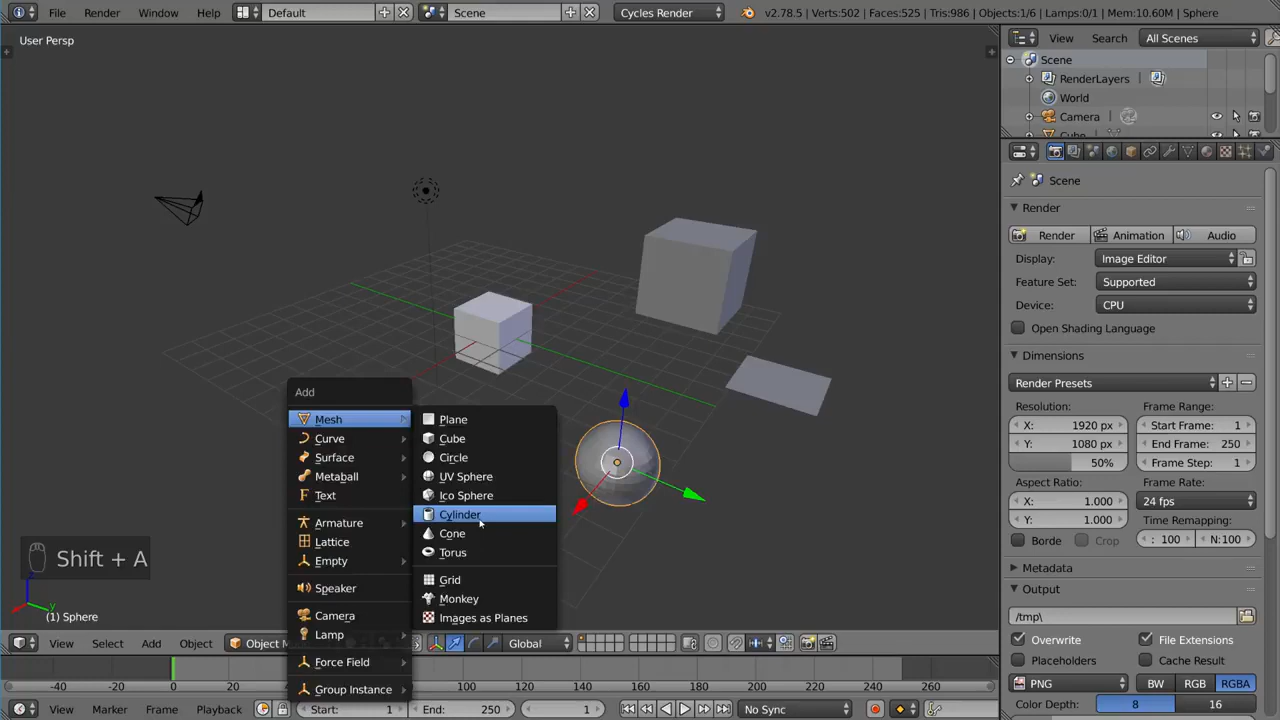 File Render Window Help Default Scene Cycles Render v2.78.5 | Verts:502 | Faces:525 | Tris:986 | Objects:1/6 | Lamps:0/1 | Mem:10.60M | Sphere
User Persp
View Search All Scenes
Scene
RenderLayers
World
Camera
Cube
Scene
Render
Render Animation Audio
Display: Image Editor
Feature Set: Supported
Device: CPU
Open Shading Language
Dimensions
Render Presets
Resolution: Frame Range:
X: 1920 px Start Frame: 1
Y: 1080 px End Frame: 250
50% Frame Step: 1
Aspect Ratio: Frame Rate:
X: 1.000 24 fps
Y: 1.000 Time Remapping:
Borde Crop : 100 N:100
Metadata
Output
/tmp\
Overwrite File Extensions
Placeholders Cache Result
PNG BW RGB RGBA
Color Depth: 8 16
Add
Mesh
Curve
Surface
Metaball
Text
Armature
Lattice
Empty
Speaker
Camera
Lamp
Force Field
Group Instance
Plane
Cube
Circle
UV Sphere
Ico Sphere
Cylinder
Cone
Torus
Grid
Monkey
Images as Planes
Shift + A
z
y
(1) Sphere
View Select Add Object Object M Global
-40 -20 0 20 100 120 140 160 180 200 220 240 260
View Marker Frame Playback Start: 1 End: 250 1 No Sync